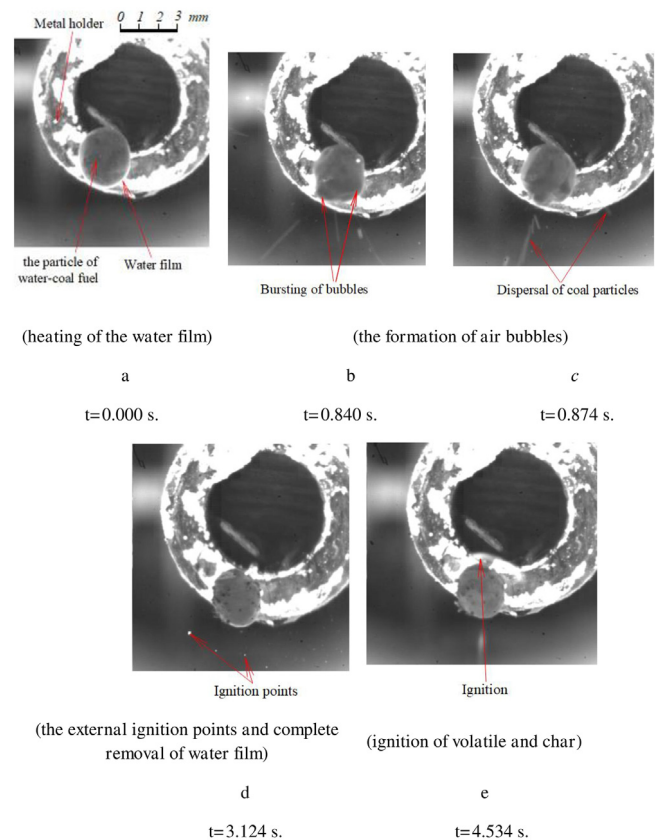 Metal holder
0 1 2 3 mm
the particle of
water-coal fuel
Water film
Bursting of bubbles
Dispersal of coal particles
(heating of the water film)
(the formation of air bubbles)
a
b
c
t=0.000 s.
t=0.840 s.
t=0.874 s.
Ignition points
Ignition
(the external ignition points and complete
removal of water film)
(ignition of volatile and char)
d
e
t=3.124 s.
t=4.534 s.